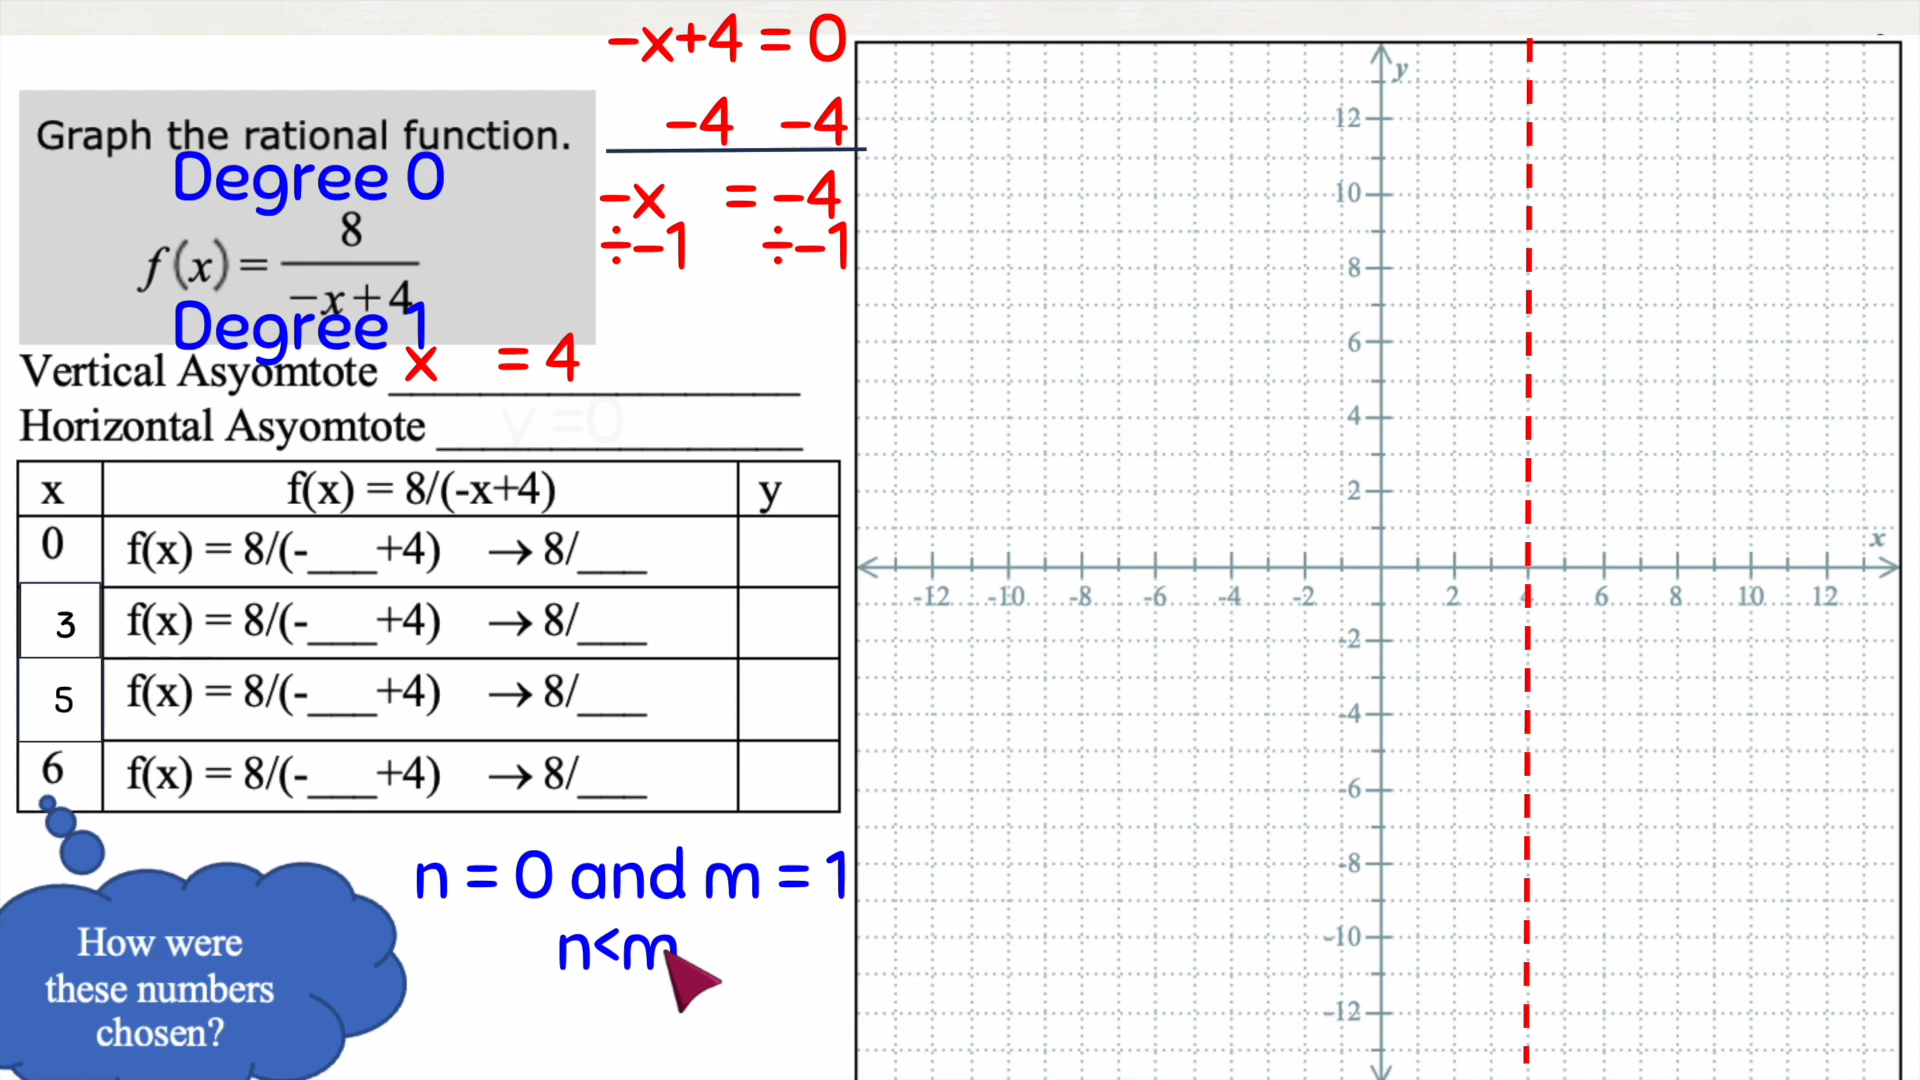 -x+4 = 0
-4 -4
-x = -4
÷-1 ÷-1
Graph the rational function.
Degree 0
f(x) = 8
-x+4
Degree 1
Vertical Asyomtote x = 4
Horizontal Asyomtote y =0
x f(x) = 8/(-x+4) y
0 f(x) = 8/(-___+4) → 8/___
3 f(x) = 8/(-___+4) → 8/___
5 f(x) = 8/(-___+4) → 8/___
6 f(x) = 8/(-___+4) → 8/___
How were
these numbers
chosen?
n = 0 and m = 1
n<m
y
12
10
8
6
4
2
x
-12 -10 -8 -6 -4 -2 2 4 6 8 10 12
-2
-4
-6
-8
-10
-12